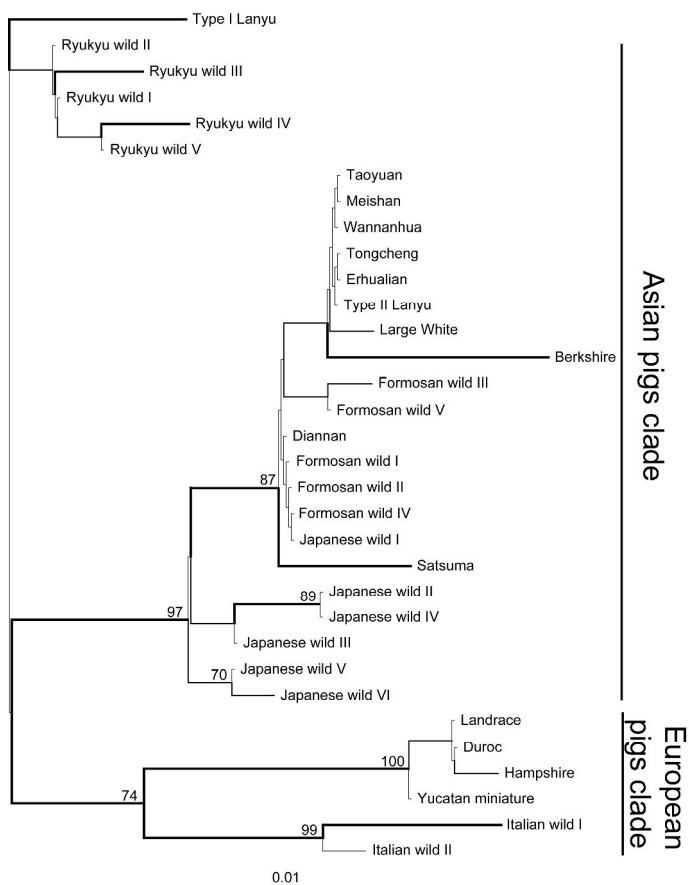 Type I Lanyu
Ryukyu wild II
Ryukyu wild III
Ryukyu wild I
Ryukyu wild IV
Ryukyu wild V
Taoyuan
Meishan
Wannanhua
Tongcheng
Erhualian
Type II Lanyu
Large White
Berkshire
Formosan wild III
Formosan wild V
Diannan
Formosan wild I
87
Formosan wild II
Formosan wild IV
Japanese wild I
Satsuma
89
Japanese wild II
97
Japanese wild IV
Japanese wild III
70
Japanese wild V
Japanese wild VI
Asian pigs clade
Landrace
Duroc
100
Hampshire
74
Yucatan miniature
99
Italian wild I
Italian wild II
European
pigs clade
0.01